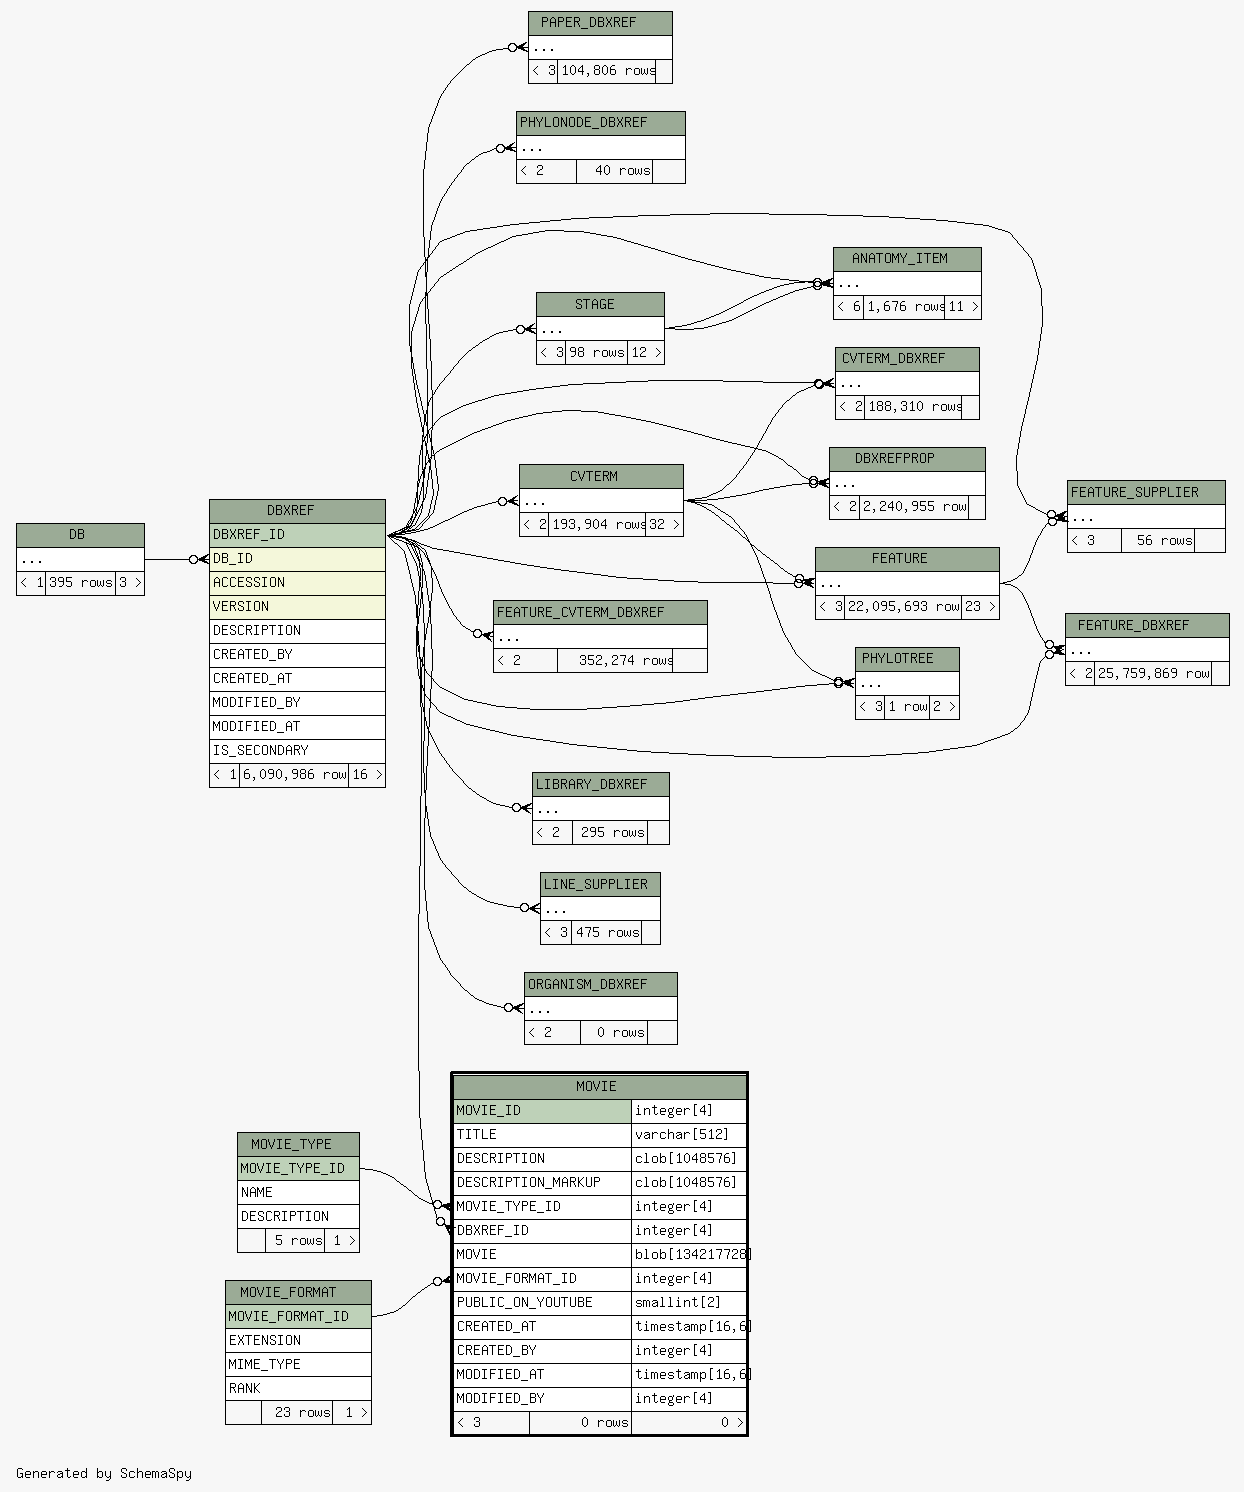 PAPER_DBXREF
...
< 3 104,806 rows
PHYLONODE_DBXREF
...
< 2 40 rows
ANATOMY_ITEM
...
< 6 1,676 rows 11 >
STAGE
...
< 3 98 rows 12 >
CVTERM_DBXREF
...
< 2 188,310 rows
DBXREFPROP
...
< 2 2,240,955 row
CVTERM
...
< 2 193,904 rows 32 >
FEATURE_SUPPLIER
...
< 3 56 rows
DB
...
< 1 395 rows 3 >
DBXREF
DBXREF_ID
DB_ID
ACCESSION
VERSION
DESCRIPTION
CREATED_BY
CREATED_AT
MODIFIED_BY
MODIFIED_AT
IS_SECONDARY
< 1 6,090,986 row 16 >
FEATURE
...
< 3 22,095,693 row 23 >
FEATURE_CVTERM_DBXREF
...
< 2 352,274 rows
FEATURE_DBXREF
...
< 2 25,759,869 row
PHYLOTREE
...
< 3 1 row 2 >
LIBRARY_DBXREF
...
< 2 295 rows
LINE_SUPPLIER
...
< 3 475 rows
ORGANISM_DBXREF
...
< 2 0 rows
MOVIE
MOVIE_ID integer[4]
TITLE varchar[512]
DESCRIPTION clob[1048576]
DESCRIPTION_MARKUP clob[1048576]
MOVIE_TYPE_ID integer[4]
DBXREF_ID integer[4]
MOVIE blob[134217728]
MOVIE_FORMAT_ID integer[4]
PUBLIC_ON_YOUTUBE smallint[2]
CREATED_AT timestamp[16,6]
CREATED_BY integer[4]
MODIFIED_AT timestamp[16,6]
MODIFIED_BY integer[4]
< 3 0 rows 0 >
MOVIE_TYPE
MOVIE_TYPE_ID
NAME
DESCRIPTION
5 rows 1 >
MOVIE_FORMAT
MOVIE_FORMAT_ID
EXTENSION
MIME_TYPE
RANK
23 rows 1 >
Generated by SchemaSpy